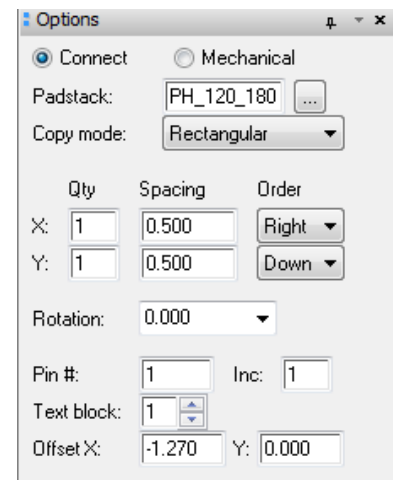 Options
Connect Mechanical
Padstack: PH_120_180 ...
Copy mode: Rectangular
Qty Spacing Order
X: 1 0.500 Right
Y: 1 0.500 Down
Rotation: 0.000
Pin #: 1 Inc: 1
Text block: 1
Offset X: -1.270 Y: 0.000